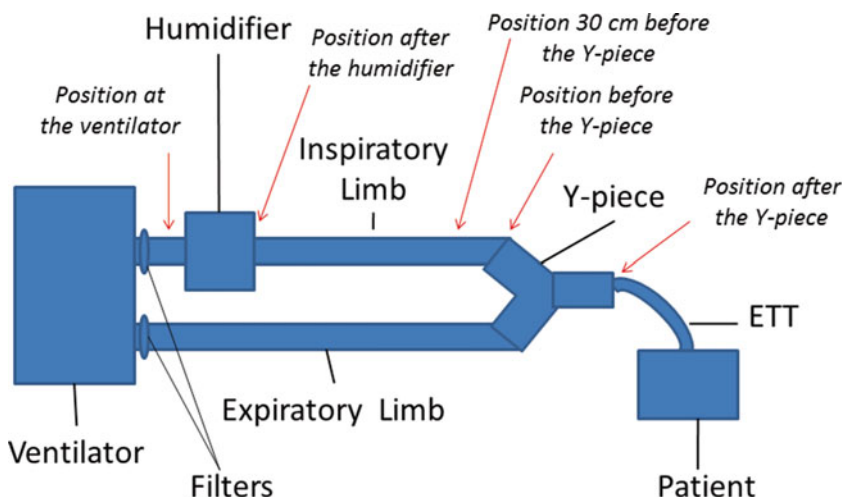 Humidifier
Position after
the humidifier
Position 30 cm before
the Y-piece
Position at
the ventilator
Position before
the Y-piece
Inspiratory
Limb
Y-piece
Position after
the Y-piece
ETT
Expiratory Limb
Ventilator
Filters
Patient